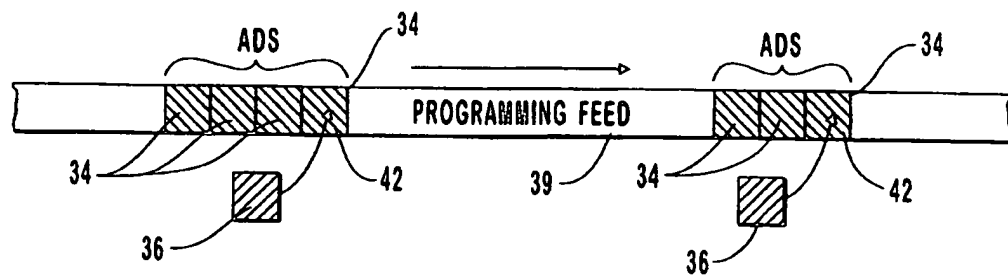 ADS 34 ADS 34
PROGRAMMING FEED
34 42 39 34 42
36 36